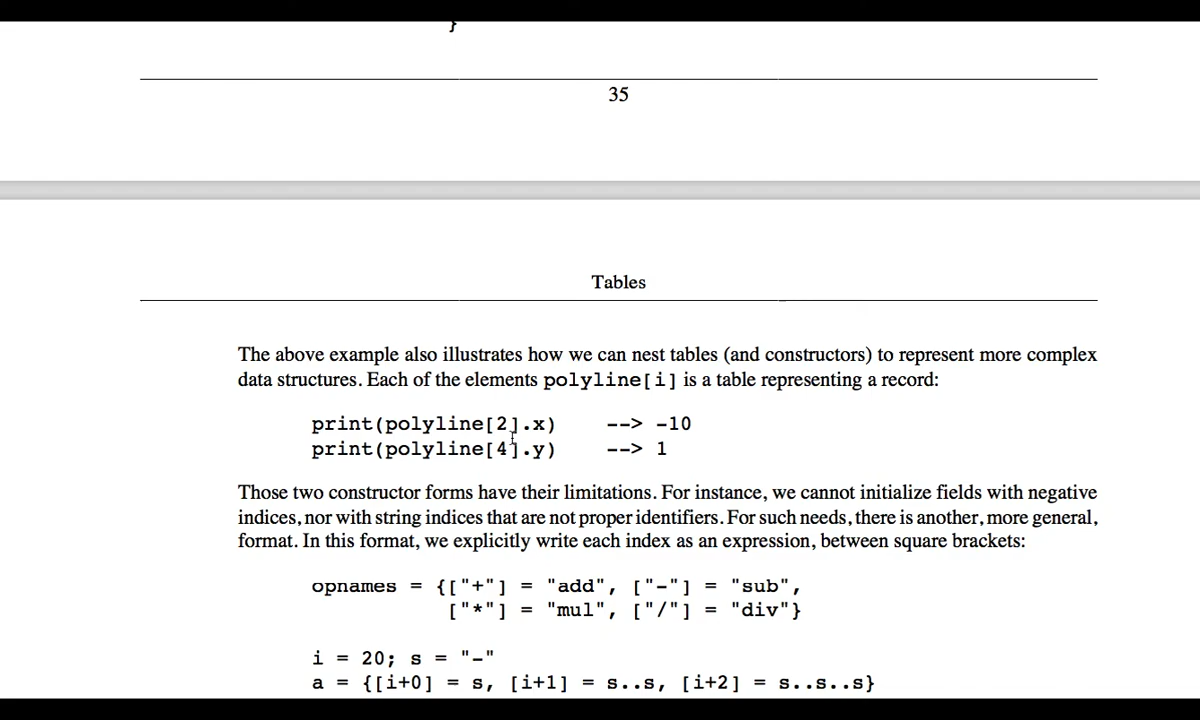 }
35
Tables
The above example also illustrates how we can nest tables (and constructors) to represent more complex
data structures. Each of the elements polyline[i] is a table representing a record:
print(polyline[2].x)    --> -10
print(polyline[4].y)    --> 1
Those two constructor forms have their limitations. For instance, we cannot initialize fields with negative
indices, nor with string indices that are not proper identifiers. For such needs, there is another, more general,
format. In this format, we explicitly write each index as an expression, between square brackets:
opnames = {["+"] = "add", ["-"] = "sub",
["*"] = "mul", ["/"] = "div"}
i = 20; s = "-"
a = {[i+0] = s, [i+1] = s..s, [i+2] = s..s..s}